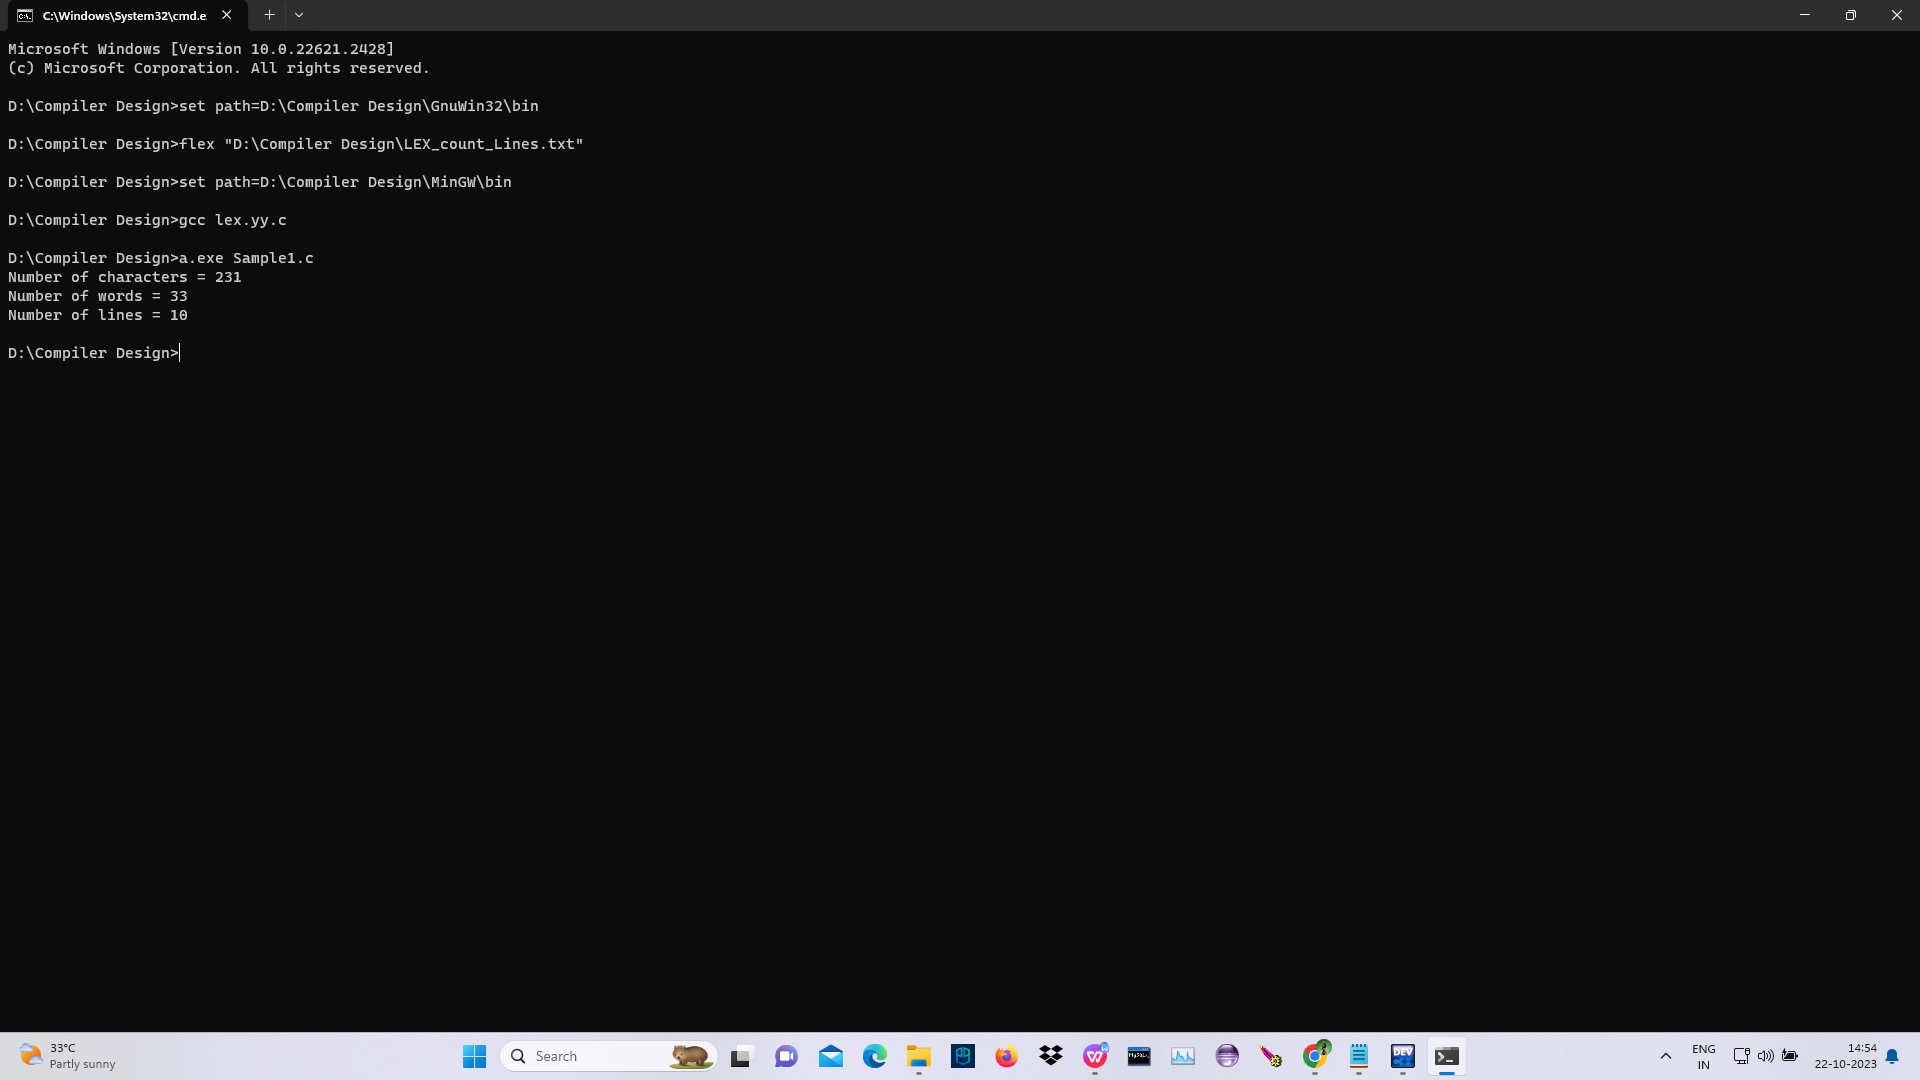 C:\Windows\System32\cmd.e
Microsoft Windows [Version 10.0.22621.2428]
(c) Microsoft Corporation. All rights reserved.
D:\Compiler Design>set path=D:\Compiler Design\GnuWin32\bin
D:\Compiler Design>flex "D:\Compiler Design\LEX_count_Lines.txt"
D:\Compiler Design>set path=D:\Compiler Design\MinGW\bin
D:\Compiler Design>gcc lex.yy.c
D:\Compiler Design>a.exe Sample1.c
Number of characters = 231
Number of words = 33
Number of lines = 10
D:\Compiler Design>
33°C
Partly sunny
Search
MySQL
DEV
ENG
IN
14:54
22-10-2023